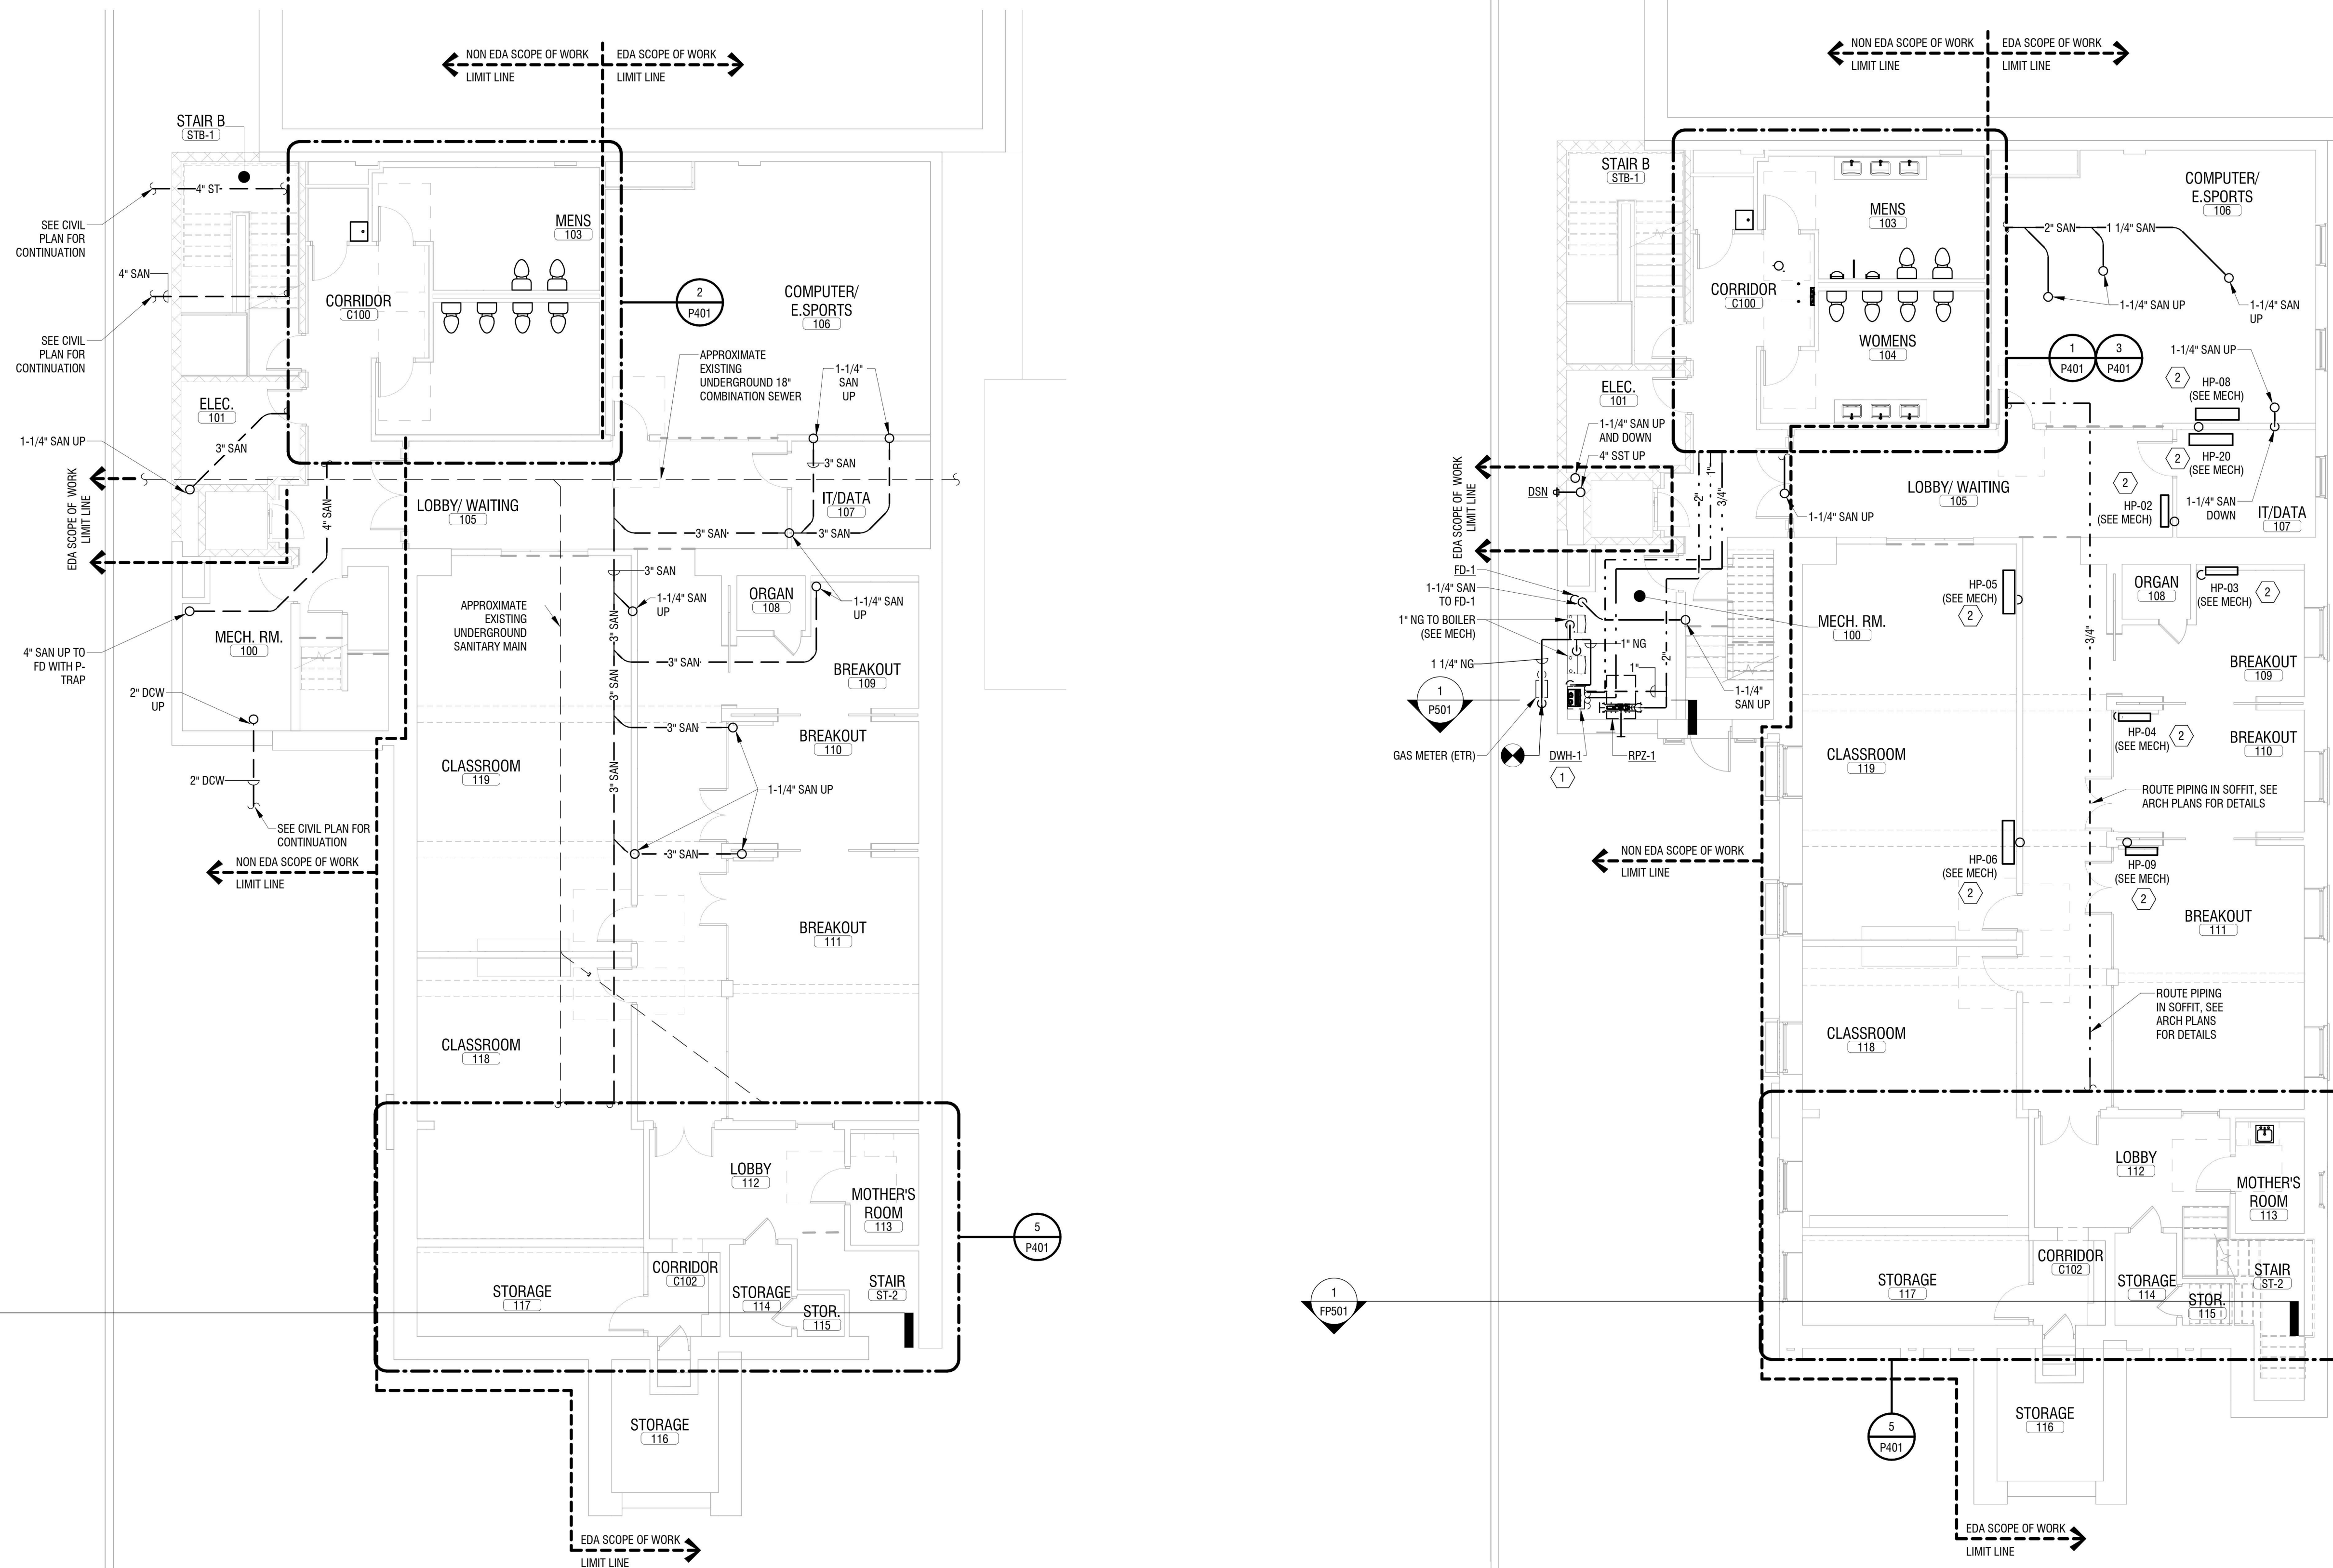 NON EDA SCOPE OF WORK
LIMIT LINE
EDA SCOPE OF WORK
LIMIT LINE
STAIR B
STB-1
4" ST
SEE CIVIL
PLAN FOR
CONTINUATION
4" SAN
SEE CIVIL
PLAN FOR
CONTINUATION
MENS
103
CORRIDOR
C100
2
P401
COMPUTER/
E.SPORTS
106
APPROXIMATE
EXISTING
UNDERGROUND 18"
COMBINATION SEWER
1-1/4"
SAN
UP
ELEC.
101
1-1/4" SAN UP
3" SAN
EDA SCOPE OF WORK
LIMIT LINE
4" SAN
LOBBY/ WAITING
105
3" SAN
IT/DATA
107
3" SAN
3" SAN
3" SAN
APPROXIMATE
EXISTING
UNDERGROUND
SANITARY MAIN
1-1/4" SAN
UP
ORGAN
108
1-1/4" SAN
UP
3" SAN
3" SAN
MECH. RM.
100
4" SAN UP TO
FD WITH P-
TRAP
BREAKOUT
109
3" SAN
2" DCW
UP
3" SAN
BREAKOUT
110
CLASSROOM
119
3" SAN
1-1/4" SAN UP
2" DCW
SEE CIVIL PLAN FOR
CONTINUATION
3" SAN
NON EDA SCOPE OF WORK
LIMIT LINE
BREAKOUT
111
CLASSROOM
118
LOBBY
112
MOTHER'S
ROOM
113
5
P401
CORRIDOR
C102
STORAGE
117
STORAGE
114
STAIR
ST-2
STOR.
115
STORAGE
116
EDA SCOPE OF WORK
LIMIT LINE
NON EDA SCOPE OF WORK
LIMIT LINE
EDA SCOPE OF WORK
LIMIT LINE
STAIR B
STB-1
COMPUTER/
E.SPORTS
106
MENS
103
2" SAN
1 1/4" SAN
CORRIDOR
C100
1-1/4" SAN UP
1-1/4" SAN
UP
WOMENS
104
1
P401
3
P401
1-1/4" SAN UP
2
HP-08
(SEE MECH)
ELEC.
101
1-1/4" SAN UP
AND DOWN
4" SST UP
2
HP-20
(SEE MECH)
EDA SCOPE OF WORK
LIMIT LINE
DSN
2"
1"
3/4"
LOBBY/ WAITING
105
2
HP-02
(SEE MECH)
1-1/4" SAN
DOWN
IT/DATA
107
1-1/4" SAN UP
FD-1
1-1/4" SAN
TO FD-1
1" NG TO BOILER
(SEE MECH)
HP-05
(SEE MECH)
2
ORGAN
108
HP-03
(SEE MECH)
2
MECH. RM.
100
3/4"
1" NG
1 1/4" NG
1"
2"
BREAKOUT
109
1
P501
1-1/4"
SAN UP
GAS METER (ETR)
DWH-1
1
RPZ-1
HP-04
(SEE MECH)
2
BREAKOUT
110
CLASSROOM
119
ROUTE PIPING IN SOFFIT, SEE
ARCH PLANS FOR DETAILS
NON EDA SCOPE OF WORK
LIMIT LINE
HP-06
(SEE MECH)
2
HP-09
(SEE MECH)
2
BREAKOUT
111
ROUTE PIPING
IN SOFFIT, SEE
ARCH PLANS
FOR DETAILS
CLASSROOM
118
LOBBY
112
MOTHER'S
ROOM
113
CORRIDOR
C102
STORAGE
117
STORAGE
114
STAIR
ST-2
STOR.
115
1
FP501
5
P401
STORAGE
116
EDA SCOPE OF WORK
LIMIT LINE